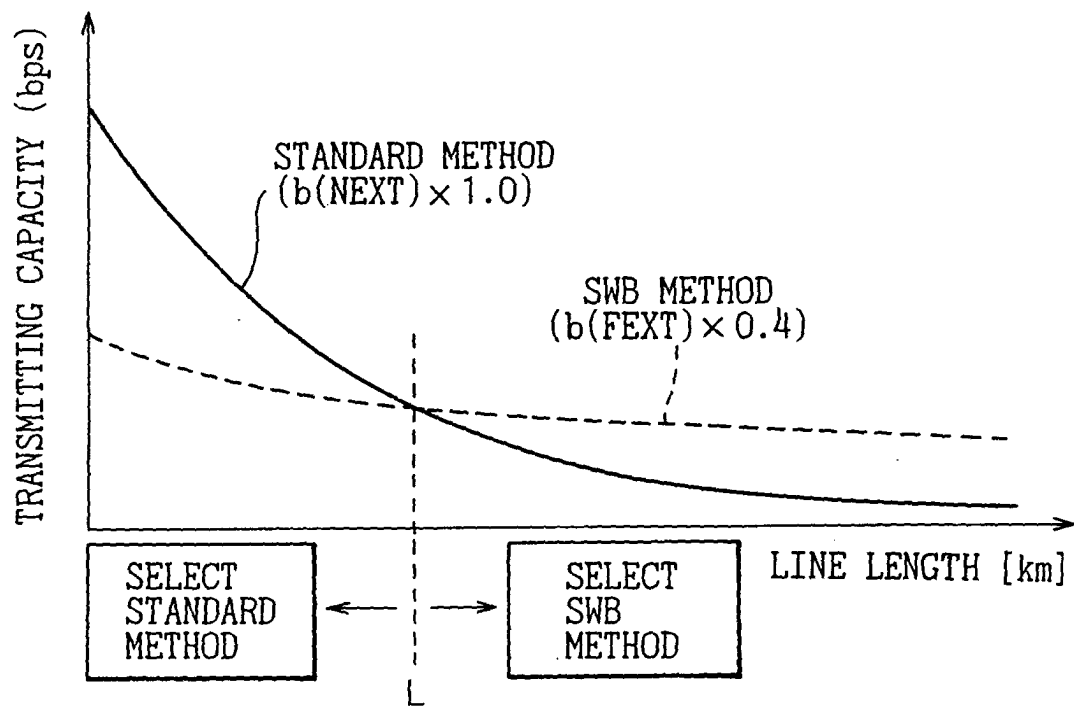 TRANSMITTING CAPACITY (bps)
STANDARD METHOD
(b(NEXT) × 1.0)
SWB METHOD
(b(FEXT) × 0.4)
LINE LENGTH [km]
SELECT
STANDARD
METHOD
SELECT
SWB
METHOD
L